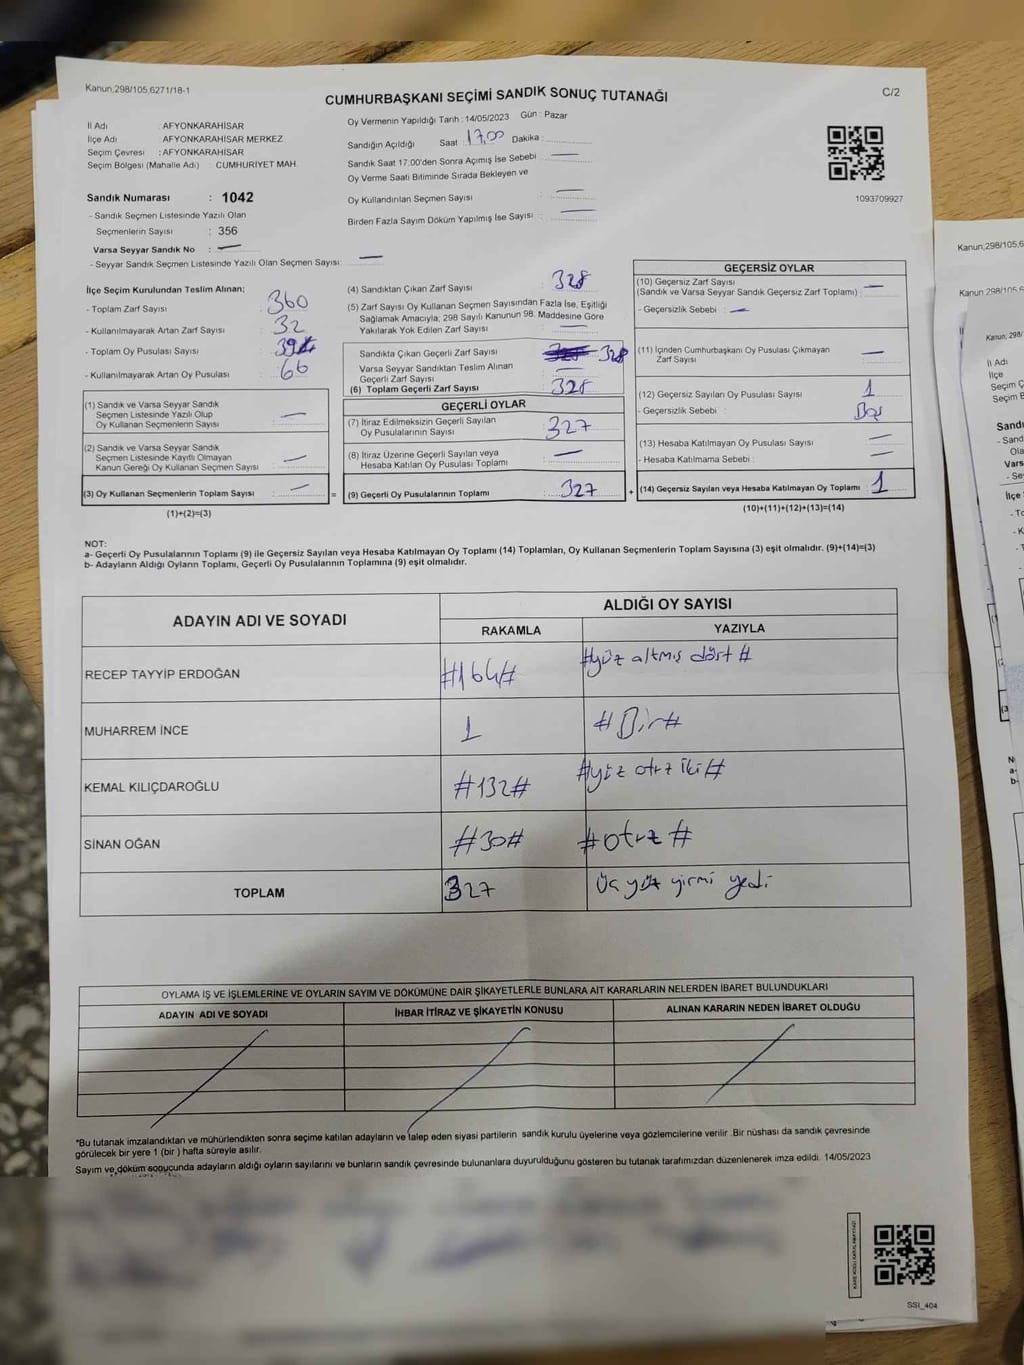 Kanun;298/105,6271/18-1
CUMHURBAŞKANI SEÇİMİ SANDIK SONUÇ TUTANAĞI
C/2
İl Adı : AFYONKARAHİSAR
İlçe Adı AFYONKARAHİSAR MERKEZ
Seçim Çevresi : AFYONKARAHİSAR
Seçim Bölgesi (Mahalle Adı) : CUMHURİYET MAH.
Sandık Numarası : 1042
- Sandık Seçmen Listesinde Yazılı Olan
Seçmenlerin Sayısı : 356
Varsa Seyyar Sandık No : —
- Seyyar Sandık Seçmen Listesinde Yazılı Olan Seçmen Sayısı: —
Oy Vermenin Yapıldığı Tarih : 14/05/2023 Gün : Pazar
Sandığın Açıldığı Saat : 17,00 Dakika :
Sandık Saat 17:00'den Sonra Açımış İse Sebebi : —
Oy Verme Saati Bitiminde Sırada Bekleyen ve
Oy Kullandırılan Seçmen Sayısı : —
Birden Fazla Sayım Döküm Yapılmış İse Sayısı : —
1093709927
İlçe Seçim Kurulundan Teslim Alınan;
- Toplam Zarf Sayısı : 360
- Kullanılmayarak Artan Zarf Sayısı : 32
- Toplam Oy Pusulası Sayısı :
- Kullanılmayarak Artan Oy Pusulası : 66
(1) Sandık ve Varsa Seyyar Sandık
Seçmen Listesinde Yazılı Olup
Oy Kullanan Seçmenlerin Sayısı : —
(2) Sandık ve Varsa Seyyar Sandık
Seçmen Listesinde Kayıtlı Olmayan
Kanun Gereği Oy Kullanan Seçmen Sayısı : —
(3) Oy Kullanan Seçmenlerin Toplam Sayısı : — =
(1)+(2)=(3)
(4) Sandıktan Çıkan Zarf Sayısı : 328
(5) Zarf Sayısı Oy Kullanan Seçmen Sayısından Fazla İse, Eşitliği
Sağlamak Amacıyla; 298 Sayılı Kanunun 98. Maddesine Göre
Yakılarak Yok Edilen Zarf Sayısı : —
Sandıkta Çıkan Geçerli Zarf Sayısı : 328
Varsa Seyyar Sandıktan Teslim Alınan
Geçerli Zarf Sayısı : —
(6) Toplam Geçerli Zarf Sayısı : 328
GEÇERLİ OYLAR
(7) İtiraz Edilmeksizin Geçerli Sayılan
Oy Pusulalarının Sayısı : 327
(8) İtiraz Üzerine Geçerli Sayılan veya
Hesaba Katılan Oy Pusulası Toplamı : —
(9) Geçerli Oy Pusulalarının Toplamı : 327 +
GEÇERSİZ OYLAR
(10) Geçersiz Zarf Sayısı
(Sandık ve Varsa Seyyar Sandık Geçersiz Zarf Toplamı) : —
- Geçersizlik Sebebi : —
(11) İçinden Cumhurbaşkanı Oy Pusulası Çıkmayan
Zarf Sayısı : —
(12) Geçersiz Sayılan Oy Pusulası Sayısı : 1
- Geçersizlik Sebebi : Boş
(13) Hesaba Katılmayan Oy Pusulası Sayısı : —
- Hesaba Katılmama Sebebi : —
(14) Geçersiz Sayılan veya Hesaba Katılmayan Oy Toplamı : 1
(10)+(11)+(12)+(13)=(14)
NOT:
a- Geçerli Oy Pusulalarının Toplamı (9) ile Geçersiz Sayılan veya Hesaba Katılmayan Oy Toplamı (14) Toplamları, Oy Kullanan Seçmenlerin Toplam Sayısına (3) eşit olmalıdır. (9)+(14)=(3)
b- Adayların Aldığı Oyların Toplamı, Geçerli Oy Pusulalarının Toplamına (9) eşit olmalıdır.
ADAYIN ADI VE SOYADI ALDIĞI OY SAYISI
RAKAMLA YAZIYLA
RECEP TAYYİP ERDOĞAN #164# #yüz altmış dört#
MUHARREM İNCE 1 #Bir#
KEMAL KILIÇDAROĞLU #132# #yüz otuz iki#
SİNAN OĞAN #30# #otuz#
TOPLAM 327 üç yüz yirmi yedi
OYLAMA İŞ VE İŞLEMLERİNE VE OYLARIN SAYIM VE DÖKÜMÜNE DAİR ŞİKAYETLERLE BUNLARA AİT KARARLARIN NELERDEN İBARET BULUNDUKLARI
ADAYIN ADI VE SOYADI İHBAR İTİRAZ VE ŞİKAYETİN KONUSU ALINAN KARARIN NEDEN İBARET OLDUĞU
*Bu tutanak imzalandıktan ve mühürlendikten sonra seçime katılan adayların ve talep eden siyasi partilerin sandık kurulu üyelerine veya gözlemcilerine verilir .Bir nüshası da sandık çevresinde
görülecek bir yere 1 (bir ) hafta süreyle asılır.
Sayım ve döküm sonucunda adayların aldığı oyların sayılarını ve bunların sandık çevresinde bulunanlara duyurulduğunu gösteren bu tutanak tarafımızdan düzenlenerek imza edildi. 14/05/2023
SSI_404
Kanun;298/105,6
Kanun 298/105,6
Kanun;298
İl Adı
İlçe
Seçim Ç
Seçim B
Sandı
- Sand
Ola
Vars
- Se
İlçe